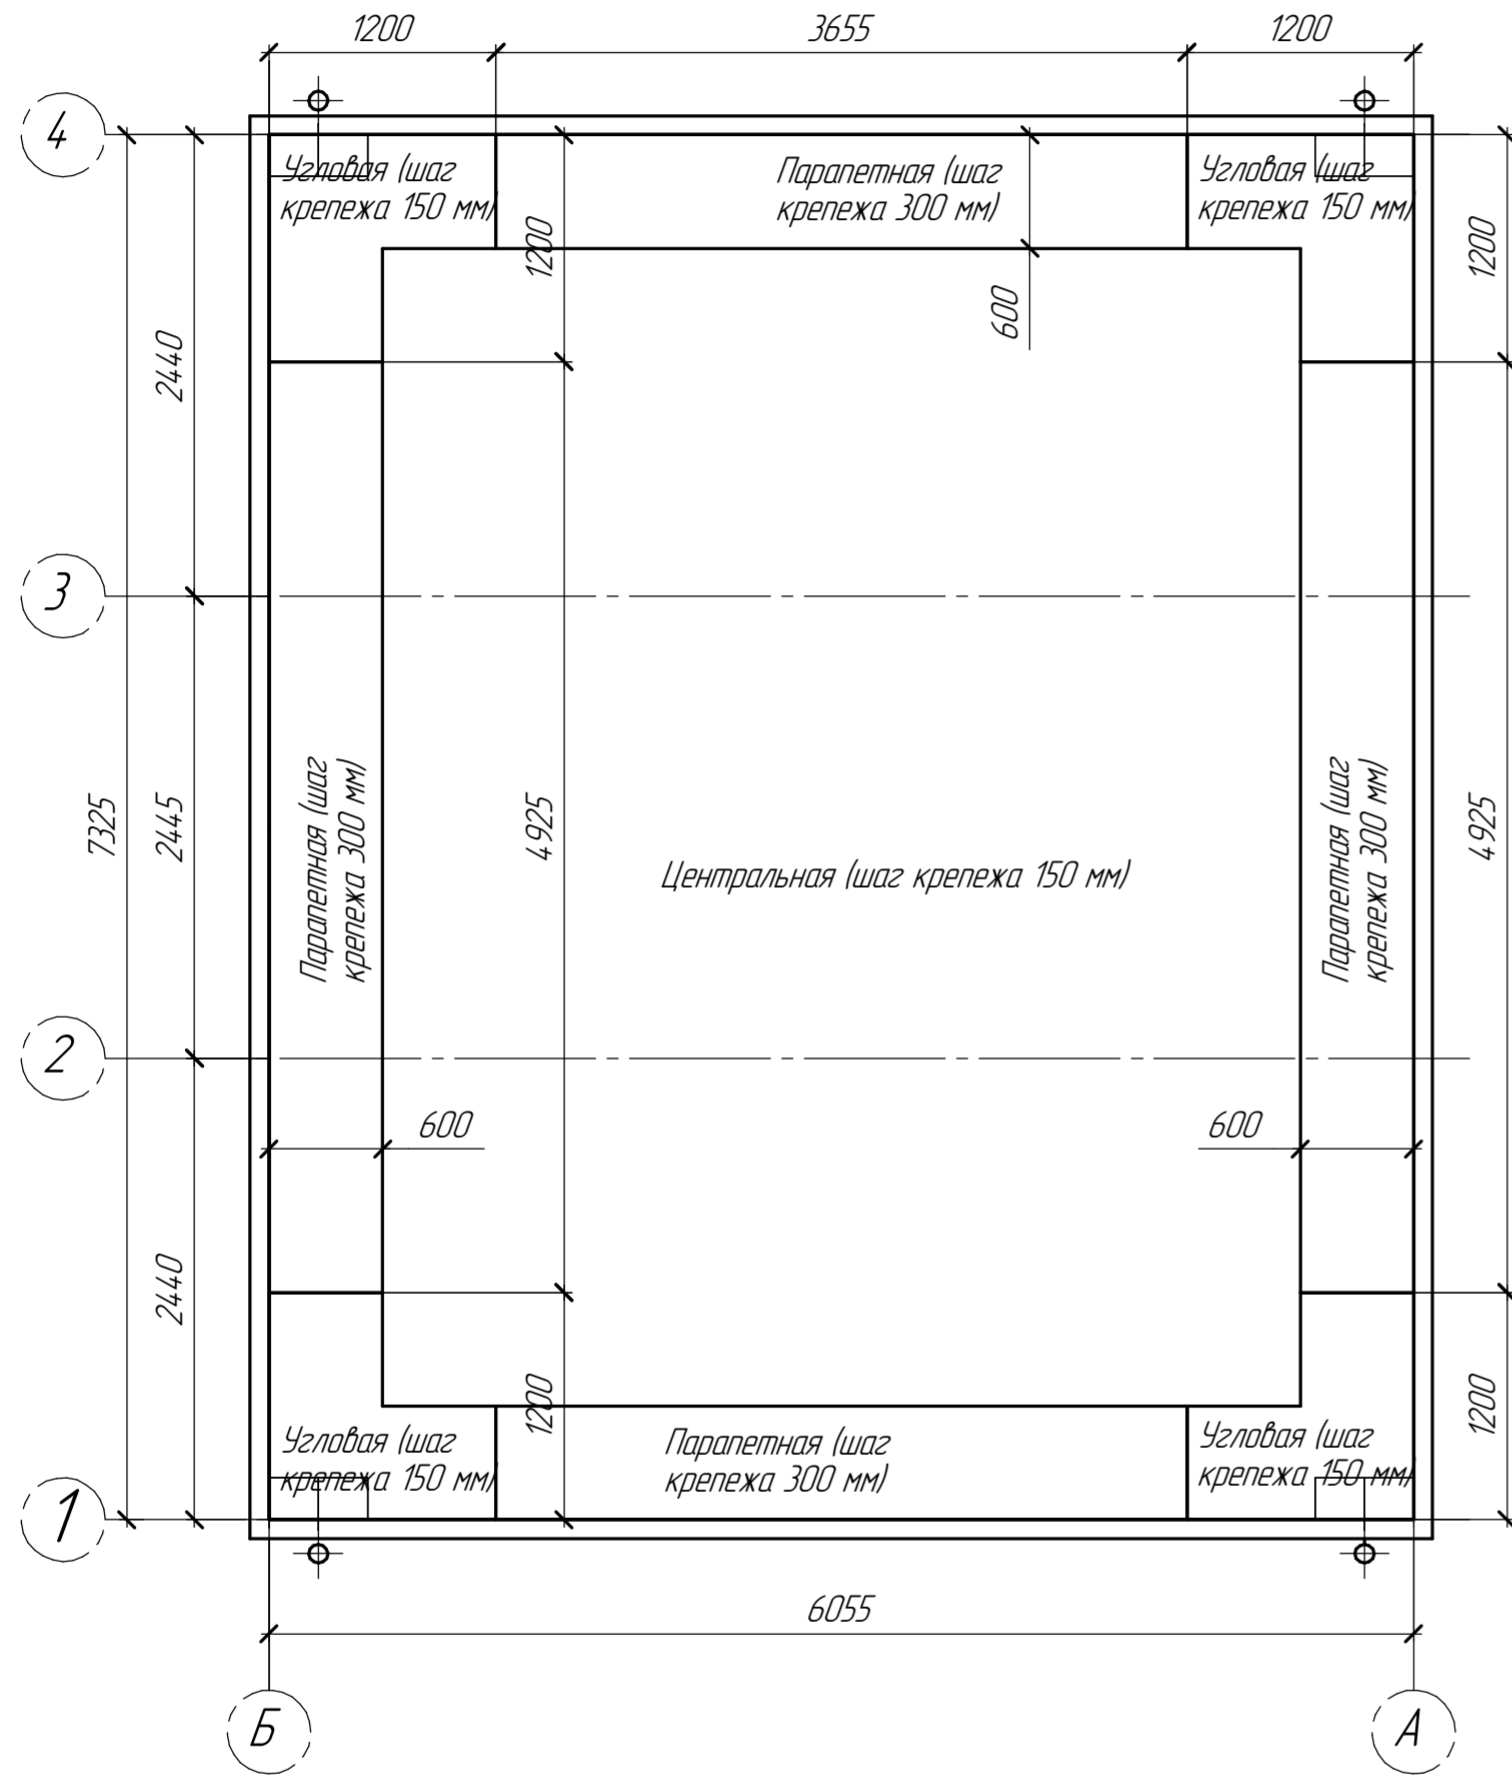 1200
3655
1200
4
Угловая (шаг
крепежа 150 мм)
Парапетная (шаг
крепежа 300 мм)
Угловая (шаг
крепежа 150 мм)
1200
1200
600
2440
3
7325
2445
Парапетная (шаг
крепежа 300 мм)
4925
Центральная (шаг крепежа 150 мм)
Парапетная (шаг
крепежа 300 мм)
4925
2
600
600
2440
1200
1200
Угловая (шаг
крепежа 150 мм)
Парапетная (шаг
крепежа 300 мм)
Угловая (шаг
крепежа 150 мм)
1
6055
Б
А